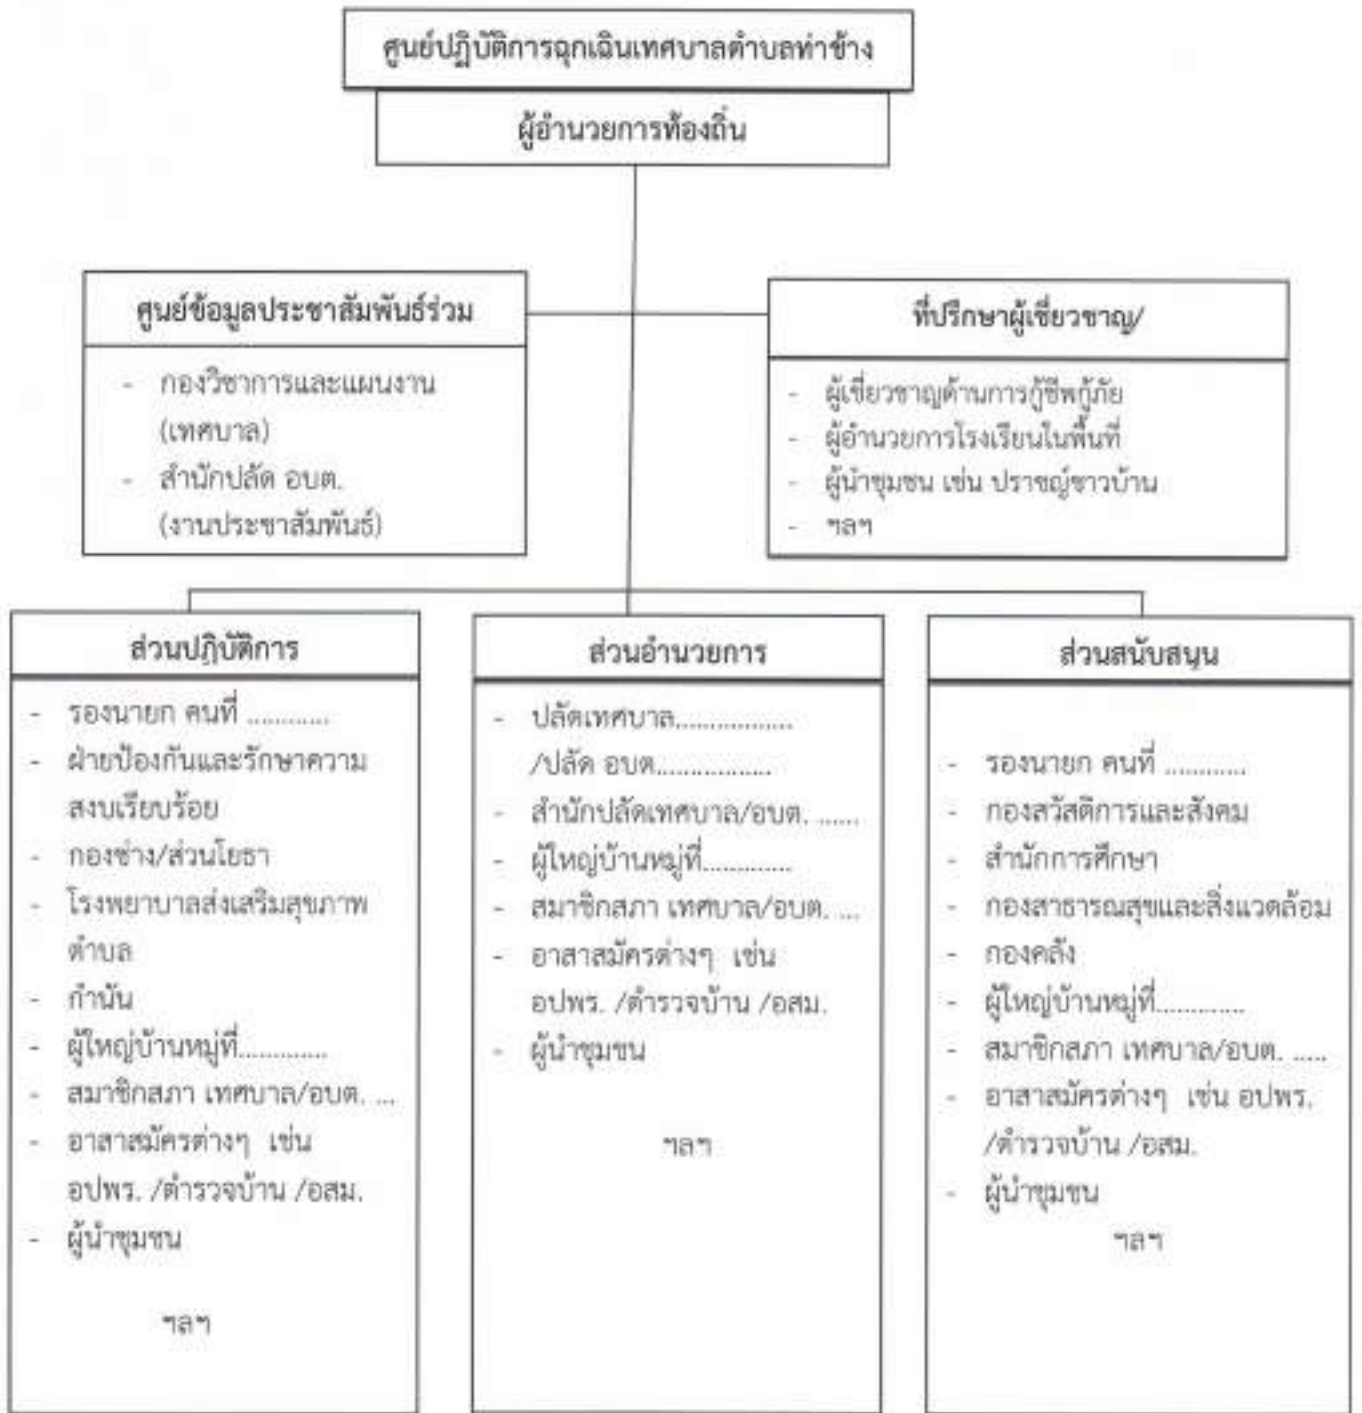 ศูนย์ปฏิบัติการฉุกเฉินเทศบาลตำบลท่าช้าง
ผู้อำนวยการท้องถิ่น
ศูนย์ข้อมูลประชาสัมพันธ์ร่วม
- กองวิชาการและแผนงาน
(เทศบาล)
- สำนักปลัด อบต.
(งานประชาสัมพันธ์)
ที่ปรึกษาผู้เชี่ยวชาญ/
- ผู้เชี่ยวชาญด้านการกู้ชีพกู้ภัย
- ผู้อำนวยการโรงเรียนในพื้นที่
- ผู้นำชุมชน เช่น ปราชญ์ชาวบ้าน
- ฯลฯ
ส่วนปฏิบัติการ
- รองนายก คนที่ ............
- ฝ่ายป้องกันและรักษาความ
สงบเรียบร้อย
- กองช่าง/ส่วนโยธา
- โรงพยาบาลส่งเสริมสุขภาพ
ตำบล
- กำนัน
- ผู้ใหญ่บ้านหมู่ที่.............
- สมาชิกสภา เทศบาล/อบต. ...
- อาสาสมัครต่างๆ เช่น
อปพร. /ตำรวจบ้าน /อสม.
- ผู้นำชุมชน
ฯลฯ
ส่วนอำนวยการ
- ปลัดเทศบาล.................
/ปลัด อบต.................
- สำนักปลัดเทศบาล/อบต. ......
- ผู้ใหญ่บ้านหมู่ที่.............
- สมาชิกสภา เทศบาล/อบต. ...
- อาสาสมัครต่างๆ เช่น
อปพร. /ตำรวจบ้าน /อสม.
- ผู้นำชุมชน
ฯลฯ
ส่วนสนับสนุน
- รองนายก คนที่ ............
- กองสวัสดิการและสังคม
- สำนักการศึกษา
- กองสาธารณสุขและสิ่งแวดล้อม
- กองคลัง
- ผู้ใหญ่บ้านหมู่ที่.............
- สมาชิกสภา เทศบาล/อบต. .....
- อาสาสมัครต่างๆ เช่น อปพร.
/ตำรวจบ้าน /อสม.
- ผู้นำชุมชน
ฯลฯ